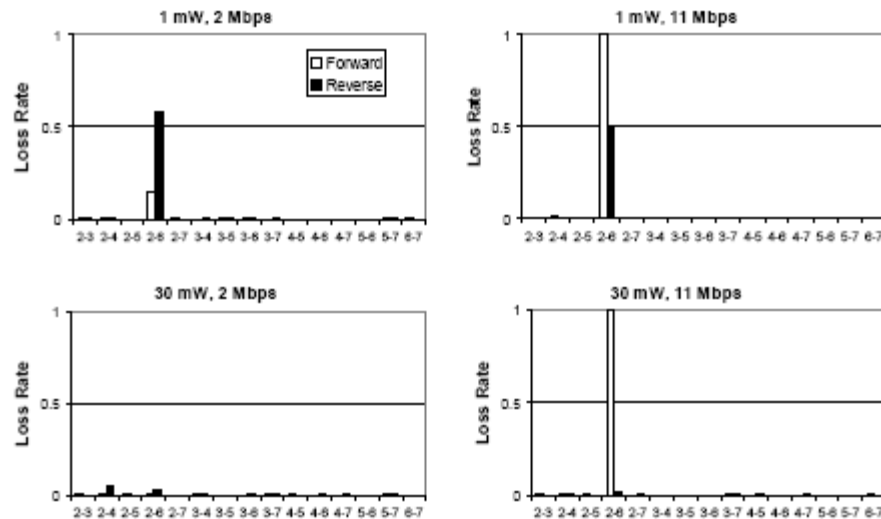 1 mW, 2 Mbps
Loss Rate
1
0.5
0
Forward
Reverse
2-3 2-4 2-5 2-6 2-7 3-4 3-5 3-6 3-7 4-5 4-6 4-7 5-6 5-7 6-7
1 mW, 11 Mbps
Loss Rate
1
0.5
0
2-3 2-4 2-5 2-6 2-7 3-4 3-5 3-6 3-7 4-5 4-6 4-7 5-6 5-7 6-7
30 mW, 2 Mbps
Loss Rate
1
0.5
0
2-3 2-4 2-5 2-6 2-7 3-4 3-5 3-6 3-7 4-5 4-6 4-7 5-6 5-7 6-7
30 mW, 11 Mbps
Loss Rate
1
0.5
0
2-3 2-4 2-5 2-6 2-7 3-4 3-5 3-6 3-7 4-5 4-6 4-7 5-6 5-7 6-7